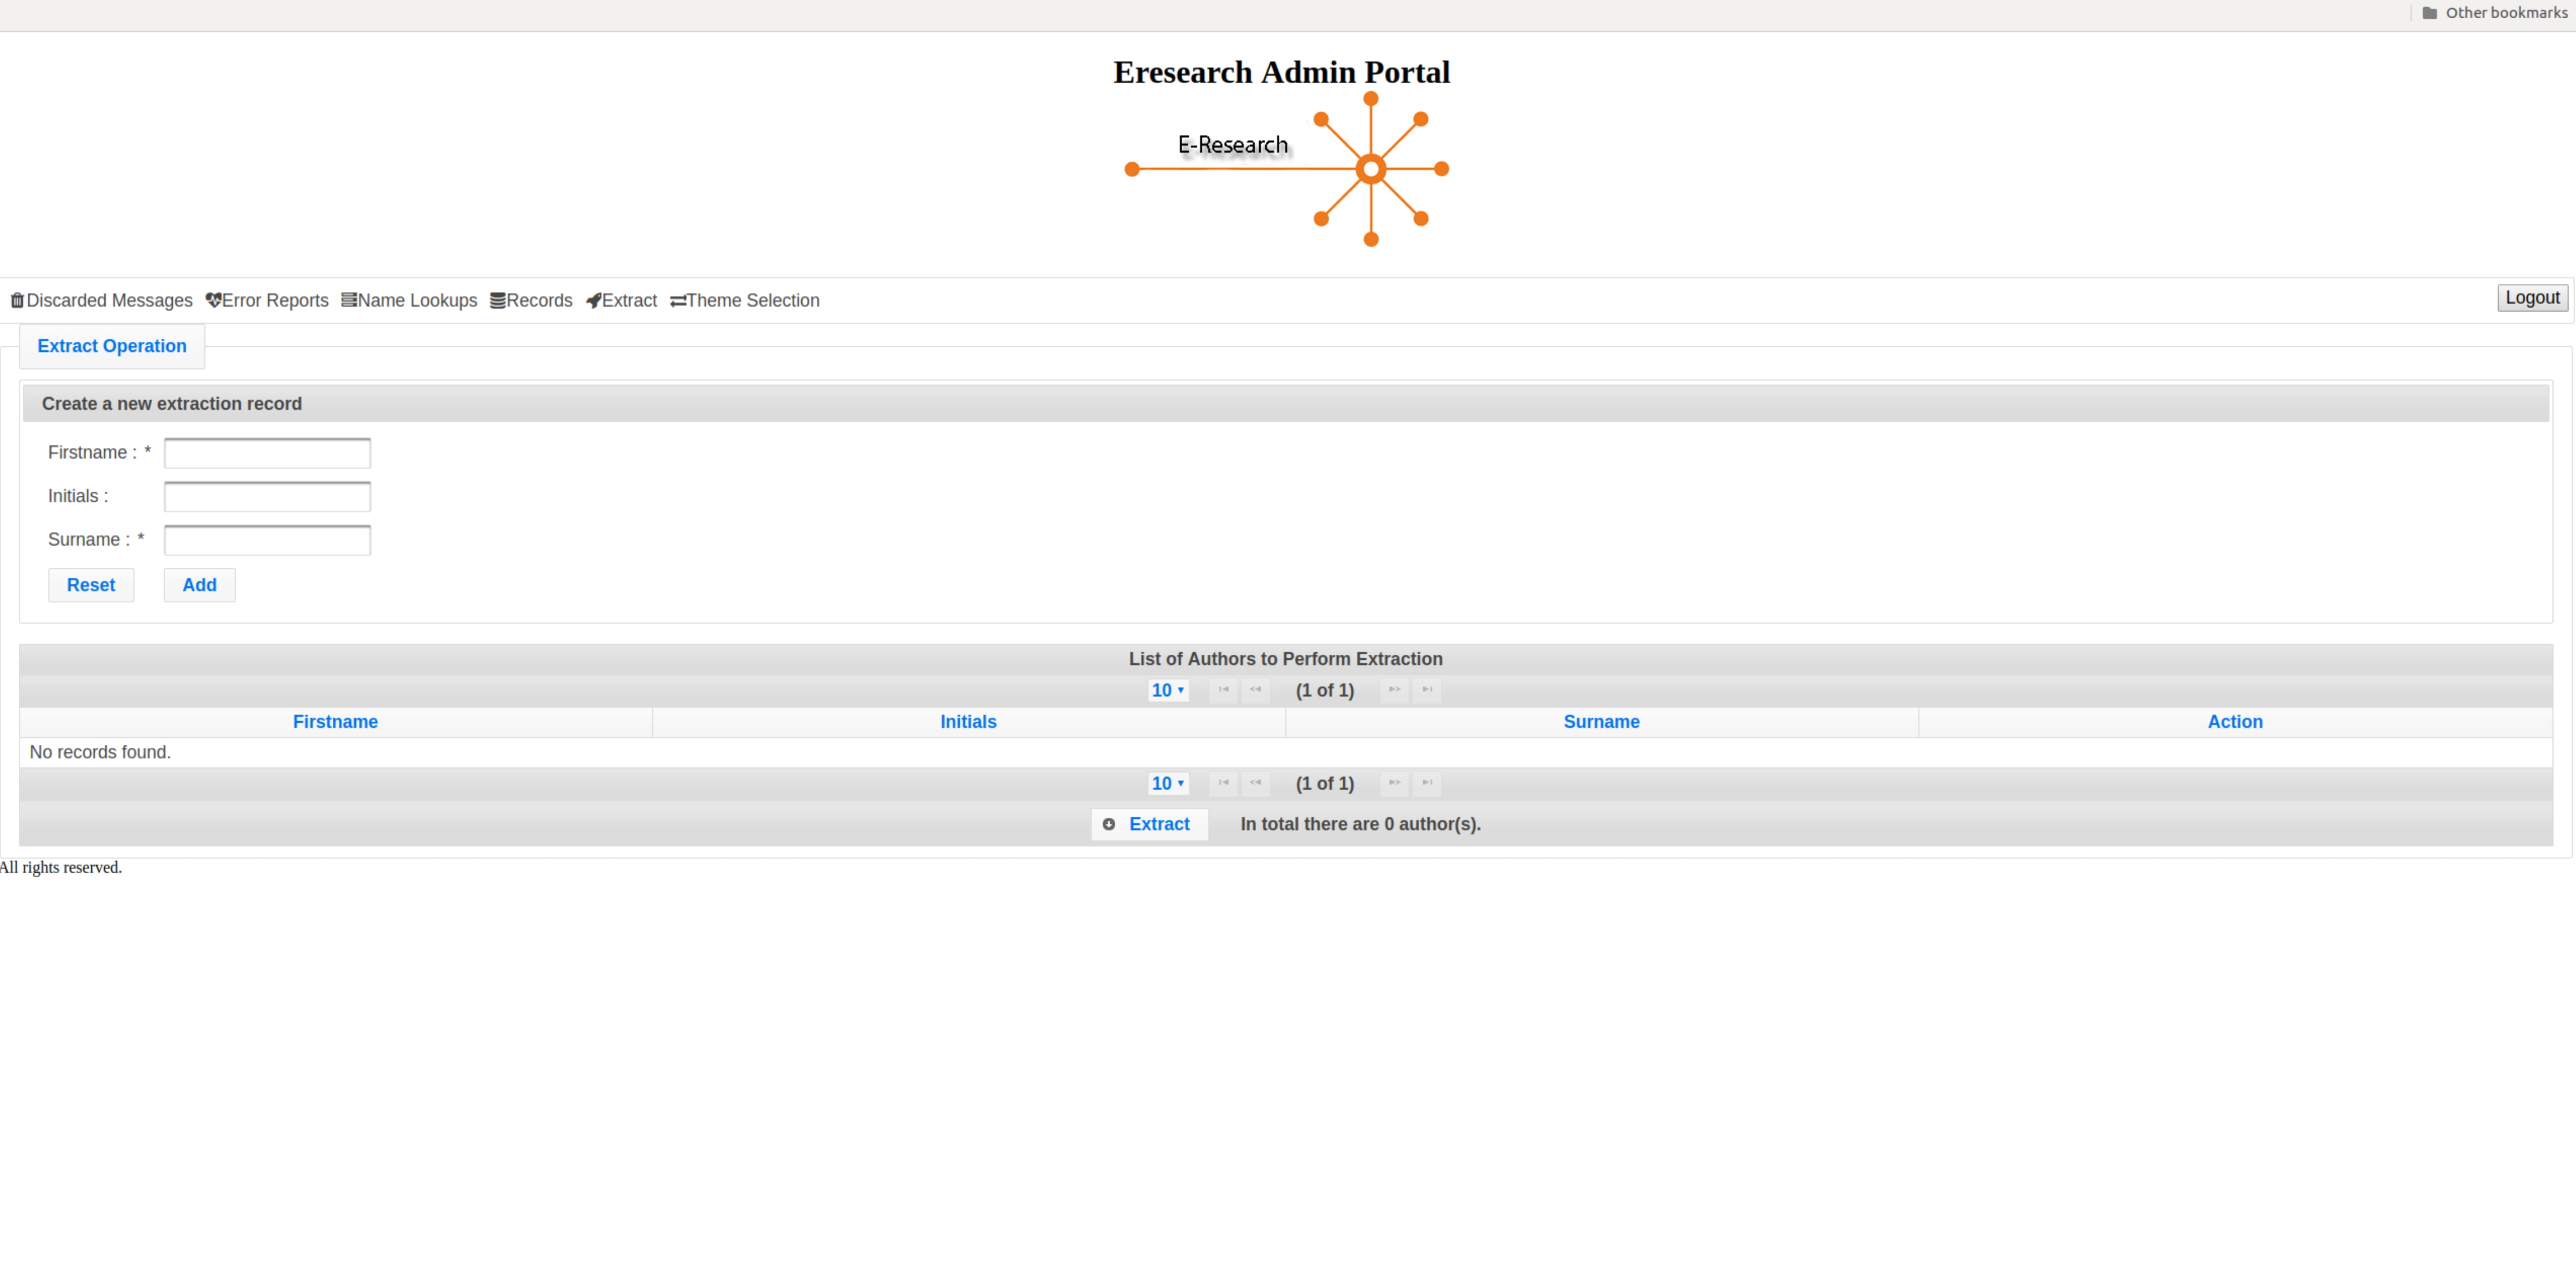 Other bookmarks
Eresearch Admin Portal
E-Research
Discarded Messages Error Reports Name Lookups Records Extract Theme Selection Logout
Extract Operation
Create a new extraction record
Firstname : *
Initials :
Surname : *
Reset Add
List of Authors to Perform Extraction
10 (1 of 1)
Firstname Initials Surname Action
No records found.
10 (1 of 1)
Extract In total there are 0 author(s).
All rights reserved.